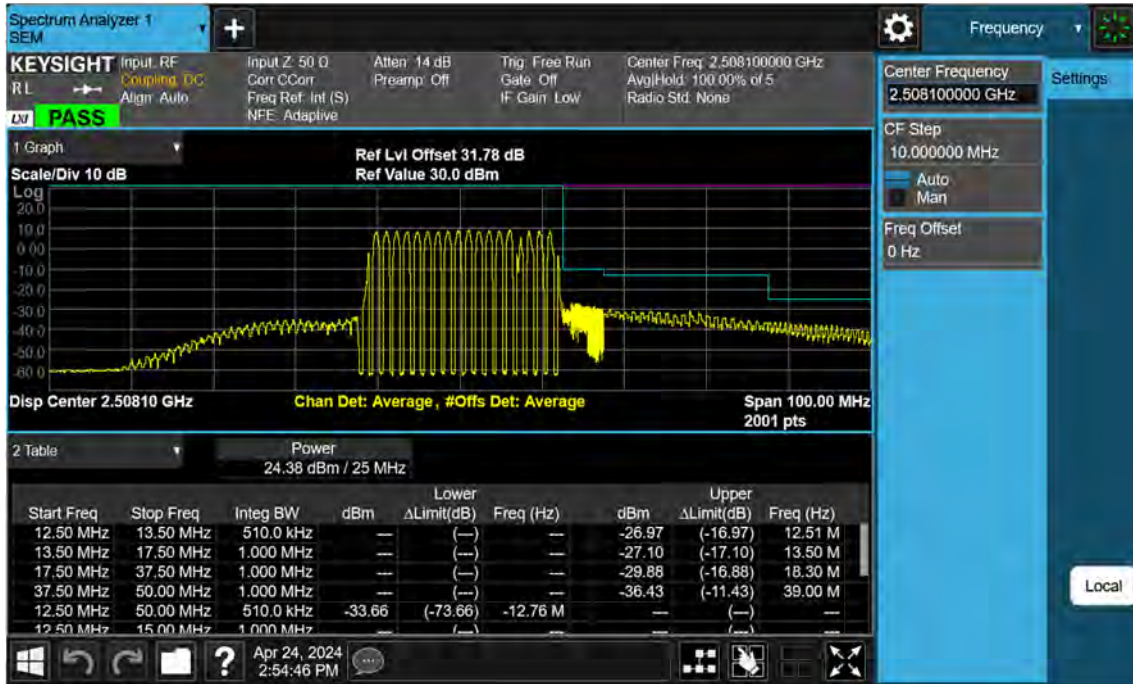 Spectrum Analyzer 1
SEM
+
Frequency
KEYSIGHT
RL
LXI
PASS
Input: RF
Coupling: DC
Align: Auto
Input Z: 50 Ω
Corr CCorr
Freq Ref: Int (S)
NFE: Adaptive
Atten: 14 dB
Preamp: Off
Trig: Free Run
Gate: Off
IF Gain: Low
Center Freq: 2.508100000 GHz
Avg|Hold: 100.00% of 5
Radio Std: None
Center Frequency
2.508100000 GHz
Settings
CF Step
10.000000 MHz
Auto
Man
Freq Offset
0 Hz
Local
1 Graph
Scale/Div 10 dB
Ref Lvl Offset 31.78 dB
Ref Value 30.0 dBm
Log
20.0
10.0
0.00
-10.0
-20.0
-30.0
-40.0
-50.0
-60.0
Disp Center 2.50810 GHz
Chan Det: Average, #Offs Det: Average
Span 100.00 MHz
2001 pts
2 Table
Power
24.38 dBm / 25 MHz
Lower Upper
Start Freq Stop Freq Integ BW dBm ΔLimit(dB) Freq (Hz) dBm ΔLimit(dB) Freq (Hz)
12.50 MHz 13.50 MHz 510.0 kHz --- (---) --- -26.97 (-16.97) 12.51 M
13.50 MHz 17.50 MHz 1.000 MHz --- (---) --- -27.10 (-17.10) 13.50 M
17.50 MHz 37.50 MHz 1.000 MHz --- (---) --- -29.88 (-16.88) 18.30 M
37.50 MHz 50.00 MHz 1.000 MHz --- (---) --- -36.43 (-11.43) 39.00 M
12.50 MHz 50.00 MHz 510.0 kHz -33.66 (-73.66) -12.76 M --- (---) ---
12.50 MHz 15.00 MHz 1.000 MHz --- (---) --- --- (---) ---
?
Apr 24, 2024
2:54:46 PM